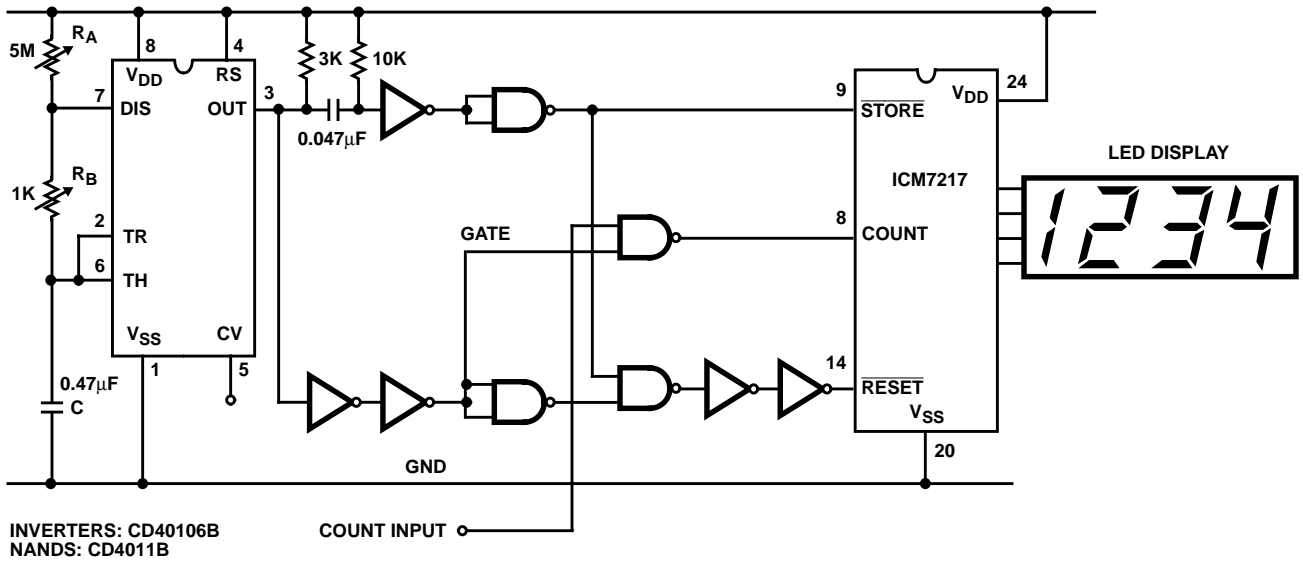 5M
RA
8
4
VDD
RS
7
DIS
OUT
3
3K
10K
0.047μF
1K
RB
2
TR
6
TH
VSS
CV
1
5
0.47μF
C
GATE
9
STORE
VDD
24
ICM7217
8
COUNT
14
RESET
VSS
20
LED DISPLAY
1234
GND
COUNT INPUT
INVERTERS: CD40106B
NANDS: CD4011B